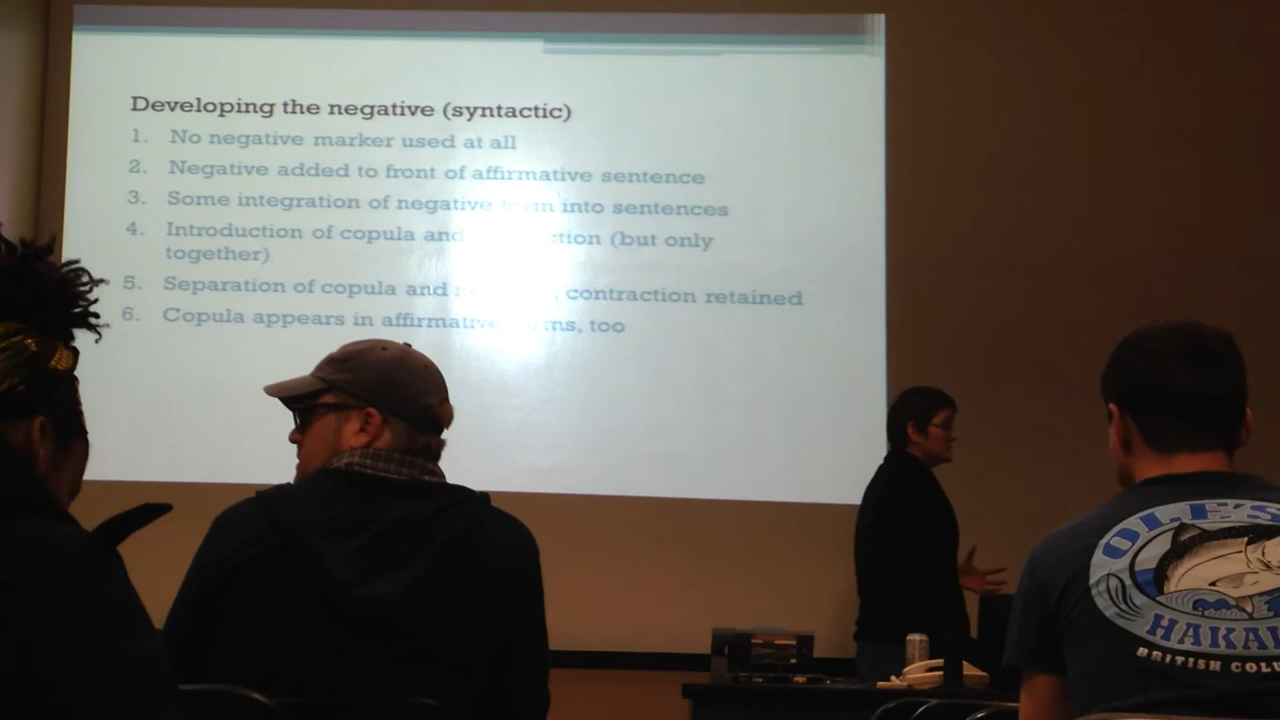 Developing the negative (syntactic)
1. No negative marker used at all
2. Negative added to front of affirmative sentence
3. Some integration of negative form into sentences
4. Introduction of copula and (but only
together)
5. Separation of copula and contraction retained
6. Copula appears in affirmative forms, too
OLE'S
BRITISH